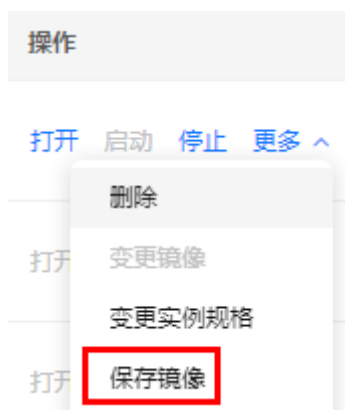 操作
打开 启动 停止 更多
删除
打开 变更镜像
变更实例规格
打开 保存镜像